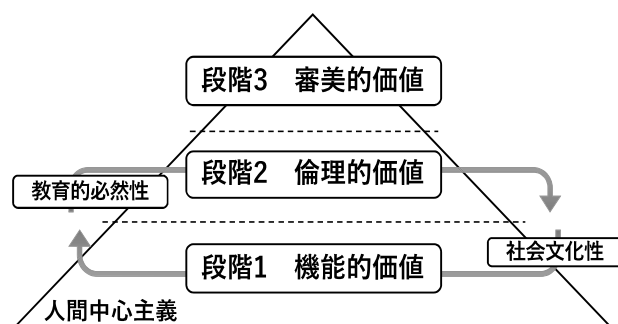 段階3　審美的価値
段階2　倫理的価値
教育的必然性
社会文化性
段階1　機能的価値
人間中心主義